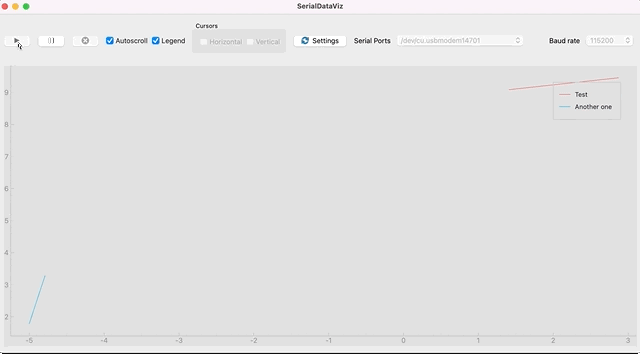 SerialDataViz
Cursors
Autoscroll Legend Horizontal Vertical Settings Serial Ports /dev/cu.usbmodem14701 Baud rate 115200
Test
Another one
9
8
7
6
5
4
3
2
-5 -4 -3 -2 -1 0 1 2 3